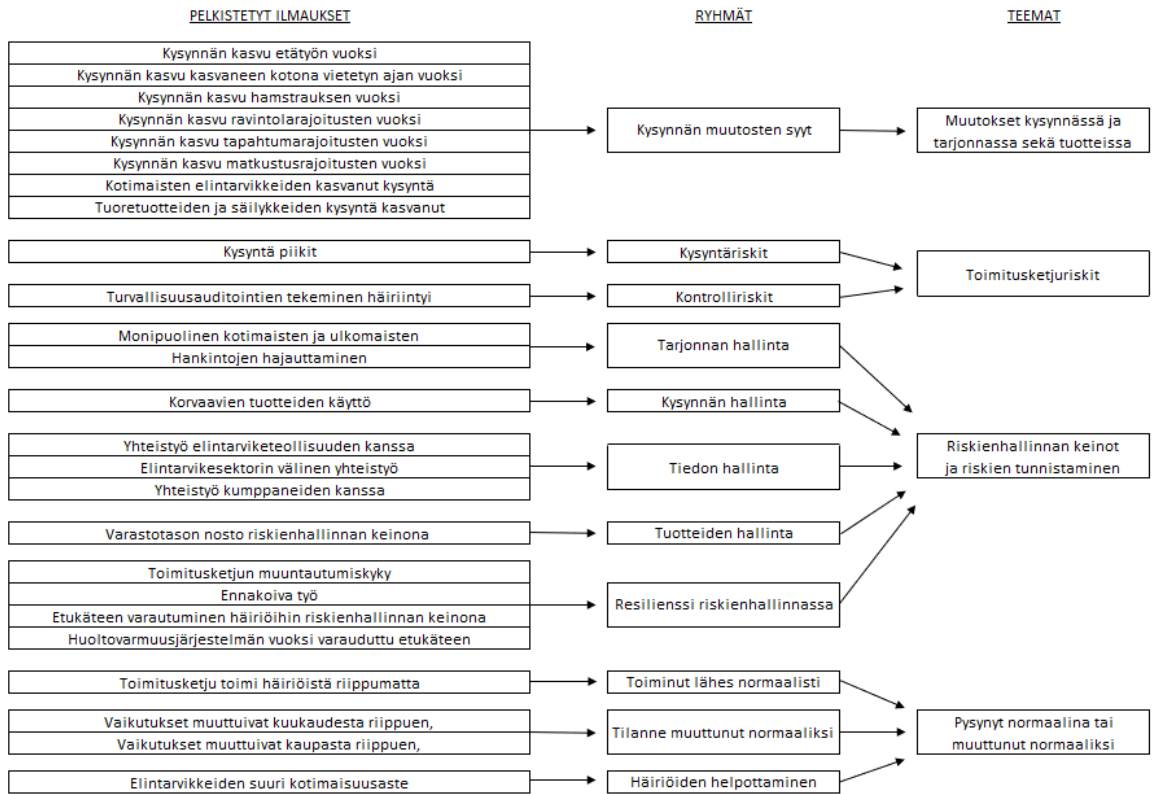 PELKISTETYT ILMAUKSET
RYHMÄT
TEEMAT
Kysynnän kasvu etätyön vuoksi
Kysynnän kasvu kasvaneen kotona vietetyn ajan vuoksi
Kysynnän kasvu hamstrauksen vuoksi
Kysynnän kasvu ravintolarajoitusten vuoksi
Kysynnän kasvu tapahtumarajoitusten vuoksi
Kysynnän kasvu matkustusrajoitusten vuoksi
Kotimaisten elintarvikkeiden kasvanut kysyntä
Tuoretuotteiden ja säilykkeiden kysyntä kasvanut
Kysynnän muutosten syyt
Muutokset kysynnässä ja
tarjonnassa sekä tuotteissa
Kysyntä piikit
Kysyntäriskit
Turvallisuusauditointien tekeminen häiriintyi
Kontrolliriskit
Toimitusketjuriskit
Monipuolinen kotimaisten ja ulkomaisten
Hankintojen hajauttaminen
Tarjonnan hallinta
Korvaavien tuotteiden käyttö
Kysynnän hallinta
Yhteistyö elintarviketeollisuuden kanssa
Elintarvikesektorin välinen yhteistyö
Yhteistyö kumppaneiden kanssa
Tiedon hallinta
Riskienhallinnan keinot
ja riskien tunnistaminen
Varastotason nosto riskienhallinnan keinona
Tuotteiden hallinta
Toimitusketjun muuntautumiskyky
Ennakoiva työ
Etukäteen varautuminen häiriöihin riskienhallinnan keinona
Huoltovarmuusjärjestelmän vuoksi varauduttu etukäteen
Resilienssi riskienhallinnassa
Toimitusketju toimi häiriöistä riippumatta
Toiminut lähes normaalisti
Vaikutukset muuttuivat kuukaudesta riippuen,
Vaikutukset muuttuivat kaupasta riippuen,
Tilanne muuttunut normaaliksi
Pysynyt normaalina tai
muuttunut normaaliksi
Elintarvikkeiden suuri kotimaisuusaste
Häiriöiden helpottaminen